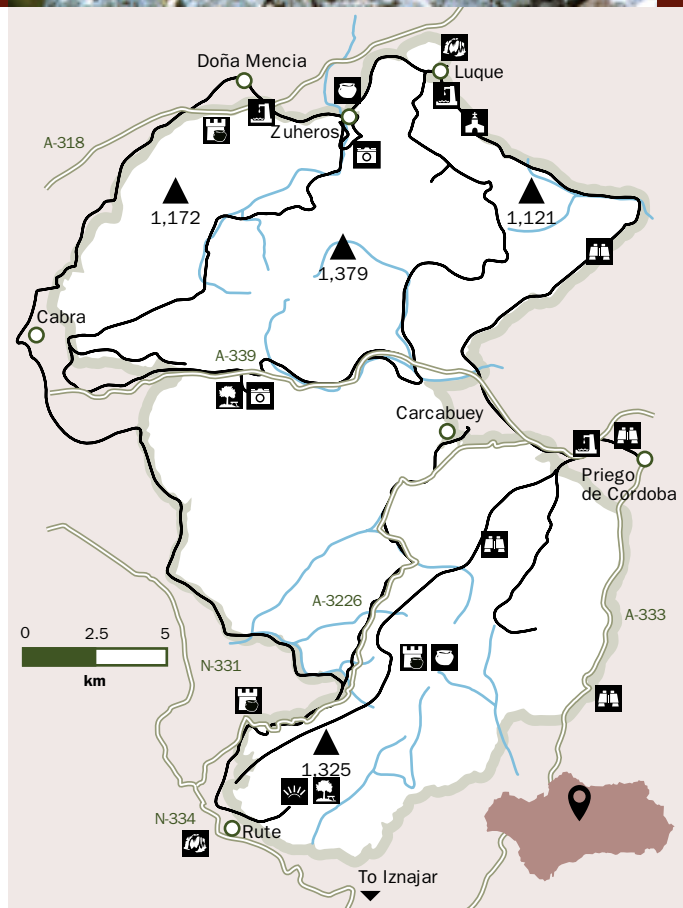 Doña Mencia
Luque
Zuheros
A-318
1,172
1,121
1,379
Cabra
A-339
Carcabuey
Priego
de Cordoba
A-3226
A-333
0 2.5 5
km
N-331
1,325
N-334
Rute
To Iznajar